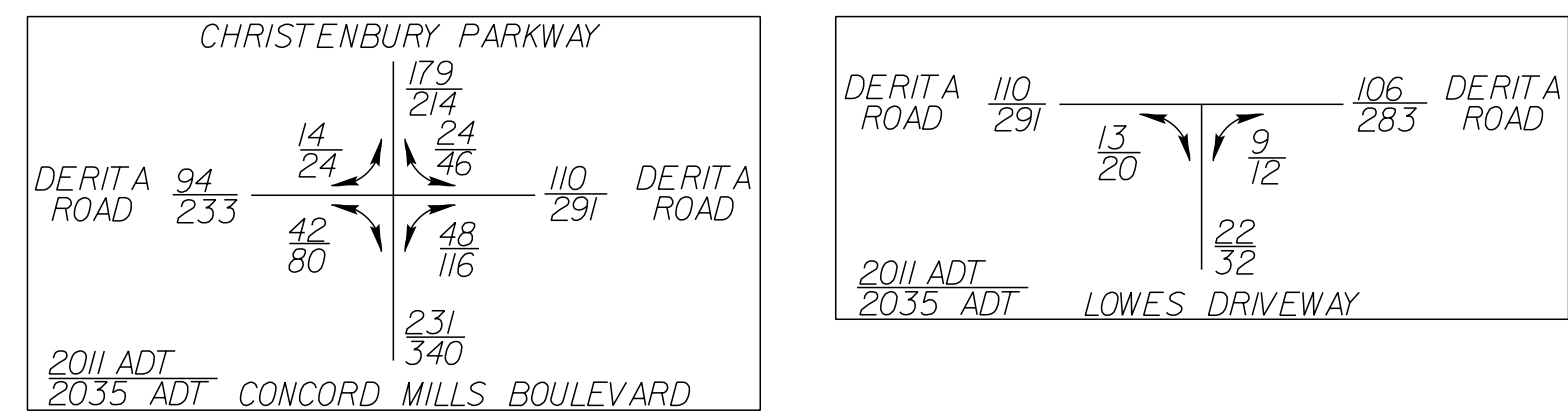 CHRISTENBURY PARKWAY
179
214
14
24
24
46
DERITA
ROAD
94
233
110
291
DERITA
ROAD
42
80
48
116
231
340
2011 ADT
2035 ADT
CONCORD MILLS BOULEVARD
DERITA
ROAD
110
291
106
283
DERITA
ROAD
13
20
9
12
22
32
2011 ADT
2035 ADT
LOWES DRIVEWAY